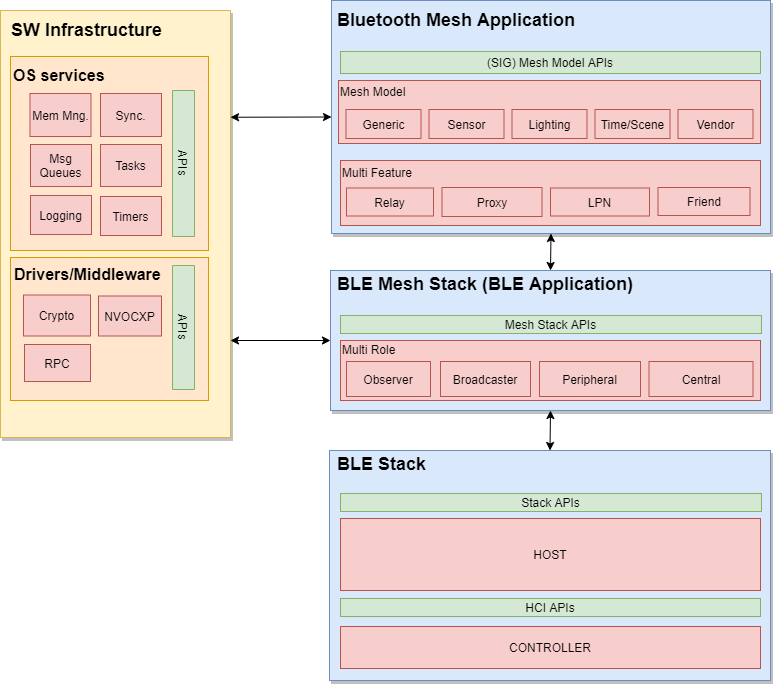 SW Infrastructure
OS services
Mem Mng.
Sync.
Msg
Queues
Tasks
Logging
Timers
APIs
Drivers/Middleware
Crypto
NVOCXP
RPC
APIs
Bluetooth Mesh Application
(SIG) Mesh Model APIs
Mesh Model
Generic
Sensor
Lighting
Time/Scene
Vendor
Multi Feature
Relay
Proxy
LPN
Friend
BLE Mesh Stack (BLE Application)
Mesh Stack APIs
Multi Role
Observer
Broadcaster
Peripheral
Central
BLE Stack
Stack APIs
HOST
HCI APIs
CONTROLLER